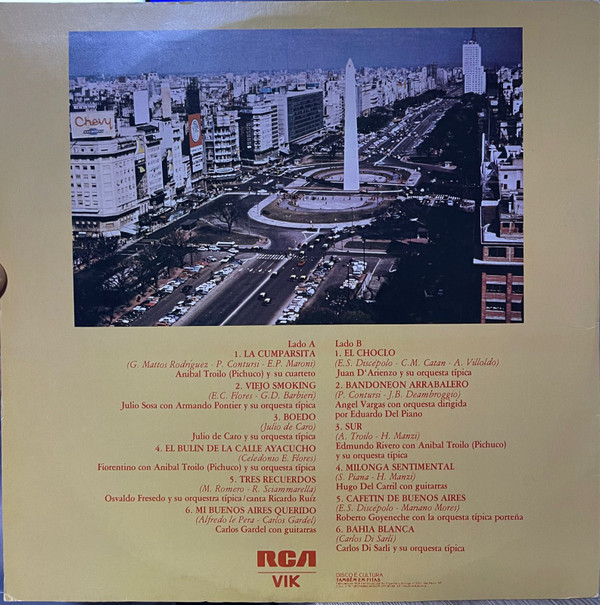 Chevy
Lado A
1. LA CUMPARSITA
(G. Mattos Rodríguez - P. Contursi - E.P. Maroni)
Anibal Troilo (Pichuco) y su cuarteto
2. VIEJO SMOKING
(E.C. Flores - G.D. Barbieri)
Julio Sosa con Armando Pontier y su orquesta típica
3. BOEDO
(Julio de Caro)
Julio de Caro y su orquesta típica
4. EL BULIN DE LA CALLE AYACUCHO
(Celedonio E. Flores)
Fiorentino con Anibal Troilo (Pichuco) y su orquesta típica
5. TRES RECUERDOS
(M. Romero - R. Sciammarella)
Osvaldo Fresedo y su orquestra típica/canta Ricardo Ruíz
6. MI BUENOS AIRES QUERIDO
(Alfredo le Pera - Carlos Gardel)
Carlos Gardel con guitarras
Lado B
1. EL CHOCLO
(E.S. Discépolo - C.M. Catan - A. Villoldo)
Juan D'Arienzo y su orquesta típica
2. BANDONEON ARRABALERO
(P. Contursi - J.B. Deambroggio)
Angel Vargas con orquesta dirigida
por Eduardo Del Piano
3. SUR
(A. Troilo - H. Manzi)
Edmundo Rivero con Anibal Troilo (Pichuco)
y su orquesta típica
4. MILONGA SENTIMENTAL
(S. Piana - H. Manzi)
Hugo Del Carril con guitarras
5. CAFETIN DE BUENOS AIRES
(E.S. Discépolo - Mariano Mores)
Roberto Goyeneche con la orquesta típica porteña
6. BAHIA BLANCA
(Carlos Di Sarli)
Carlos Di Sarli y su orquesta típica
RCA
VIK
DISCO É CULTURA
TAMBÉM EM FITAS